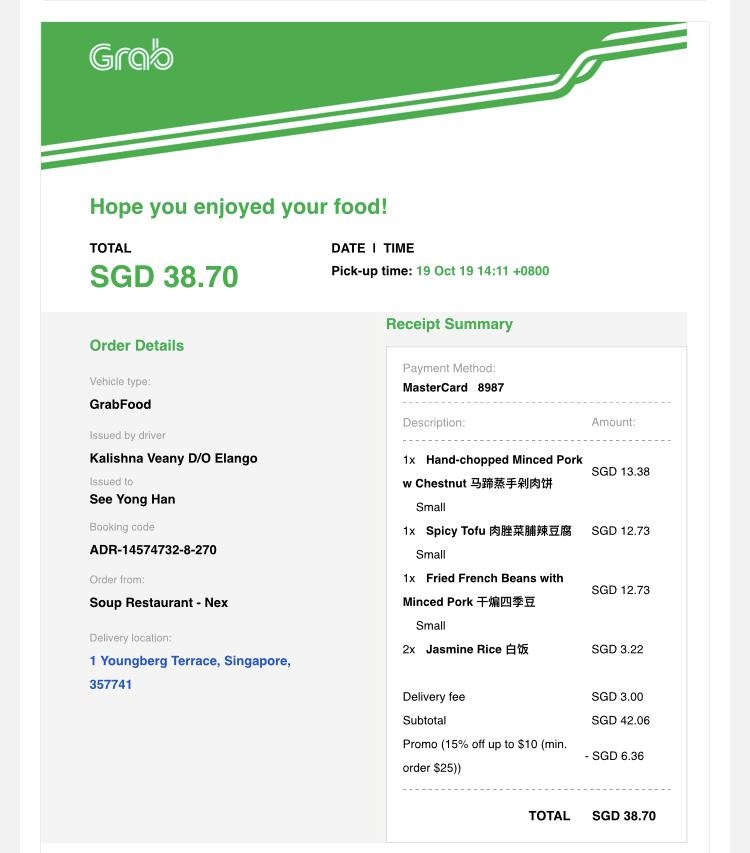 Grab
Hope you enjoyed your food!
TOTAL
SGD 38.70
DATE | TIME
Pick-up time: 19 Oct 19 14:11 +0800
Order Details
Vehicle type:
GrabFood
Issued by driver
Kalishna Veany D/O Elango
Issued to
See Yong Han
Booking code
ADR-14574732-8-270
Order from:
Soup Restaurant - Nex
Delivery location:
1 Youngberg Terrace, Singapore,
357741
Receipt Summary
Payment Method:
MasterCard 8987
Description: Amount:
1x Hand-chopped Minced Pork
w Chestnut 马蹄蒸手剁肉饼 SGD 13.38
Small
1x Spicy Tofu 肉脞菜脯辣豆腐 SGD 12.73
Small
1x Fried French Beans with
Minced Pork 干煸四季豆 SGD 12.73
Small
2x Jasmine Rice 白饭 SGD 3.22
Delivery fee SGD 3.00
Subtotal SGD 42.06
Promo (15% off up to $10 (min.
order $25)) - SGD 6.36
TOTAL SGD 38.70